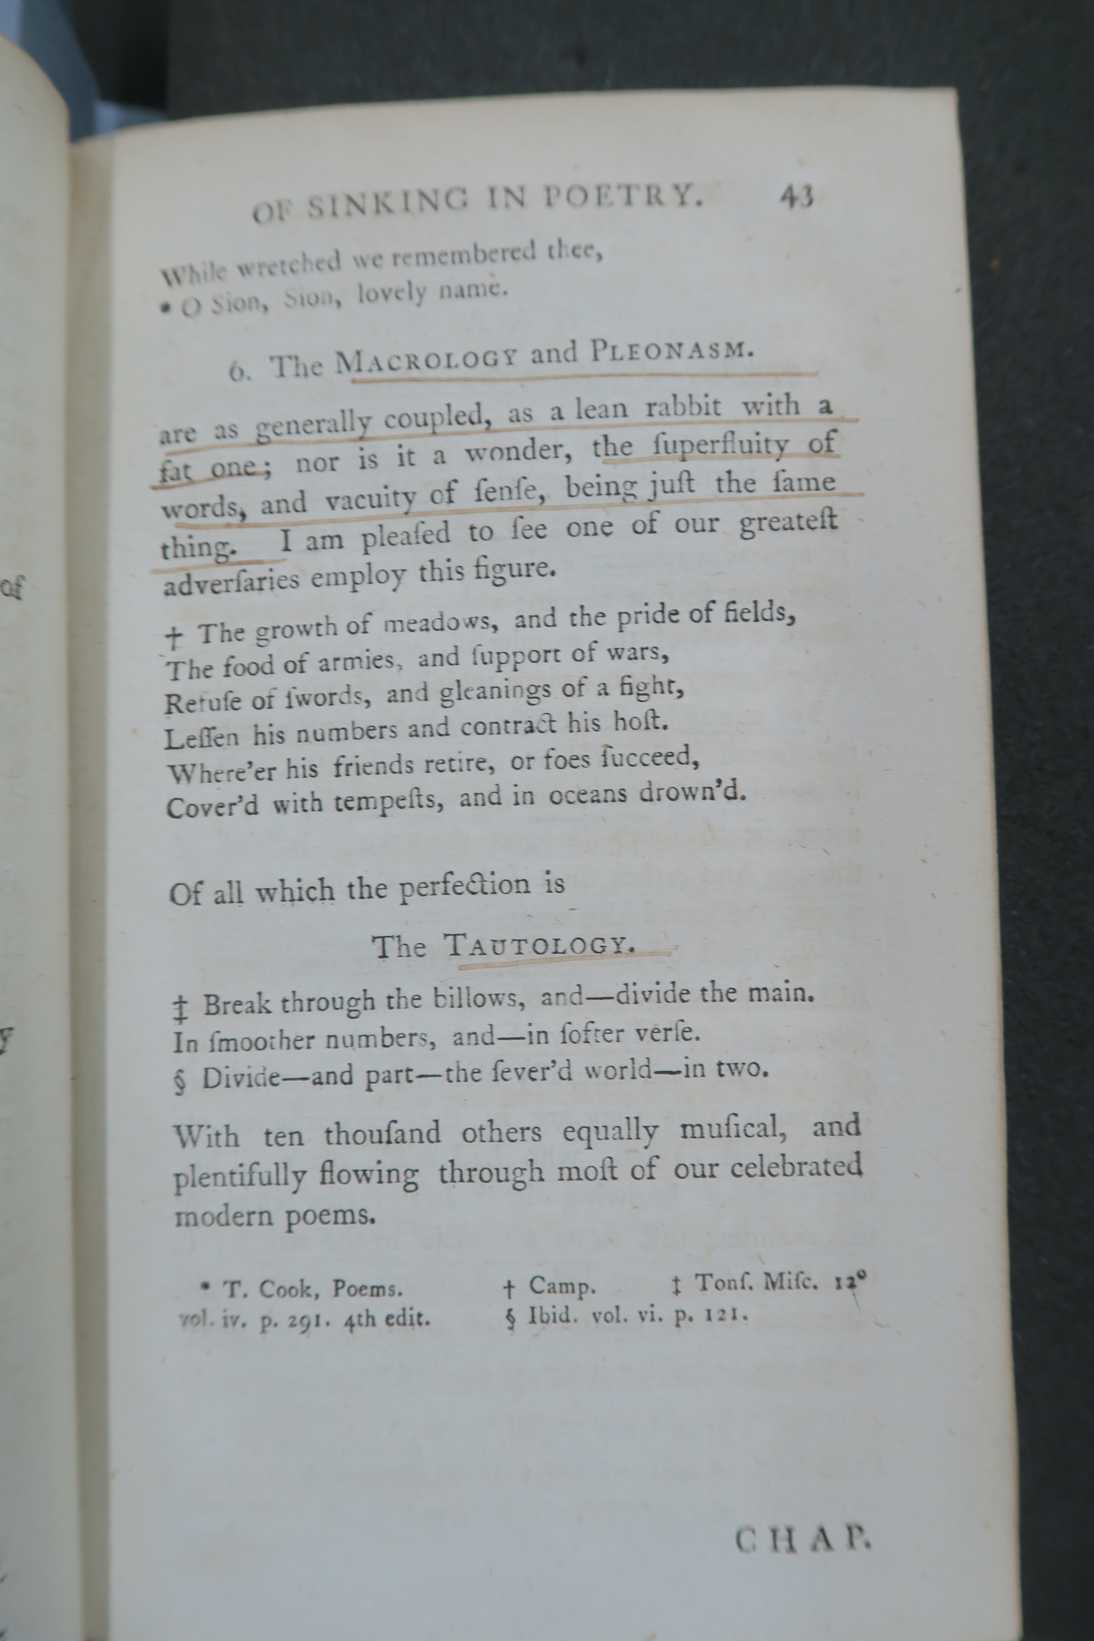 OF SINKING IN POETRY. 43
While wretched we remembered thee,
* O Sion, Sion, lovely name.
6. The MACROLOGY and PLEONASM.
are as generally coupled, as a lean rabbit with a
fat one; nor is it a wonder, the ſuperfluity of
words, and vacuity of ſenſe, being juſt the ſame
thing. I am pleaſed to ſee one of our greateſt
adverſaries employ this figure.
† The growth of meadows, and the pride of fields,
The food of armies, and ſupport of wars,
Refuſe of ſwords, and gleanings of a fight,
Leſſen his numbers and contract his hoſt.
Where'er his friends retire, or foes ſucceed,
Cover'd with tempeſts, and in oceans drown'd.
Of all which the perfection is
The TAUTOLOGY.
‡ Break through the billows, and—divide the main.
In ſmoother numbers, and—in ſofter verſe.
§ Divide—and part—the ſever'd world—in two.
With ten thouſand others equally muſical, and
plentifully flowing through moſt of our celebrated
modern poems.
* T. Cook, Poems. † Camp. ‡ Tonſ. Miſc. 12°
vol. iv. p. 291. 4th edit. § Ibid. vol. vi. p. 121.
CHAP.
of
y